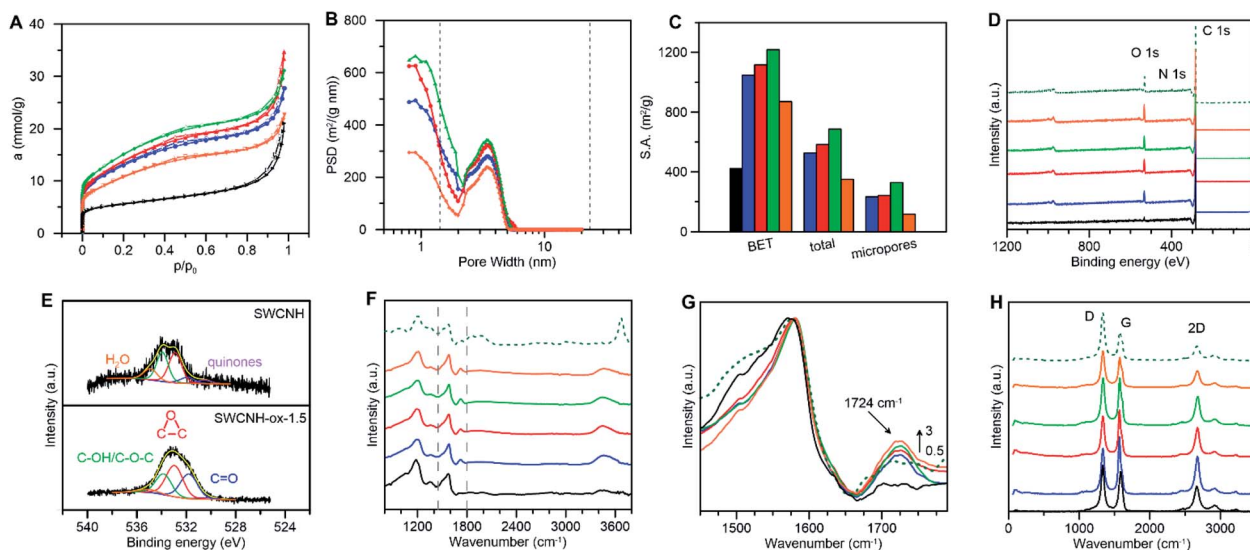 A
a (mmol/g)
40
30
20
10
0
0 0.2 0.4 0.6 0.8 1
p/p₀
B
PSD (m²/(g nm))
800
600
400
200
0
1 10
Pore Width (nm)
C
S.A. (m²/g)
1200
800
400
0
BET total micropores
D
Intensity (a.u.)
C 1s
O 1s
N 1s
1200 800 400
Binding energy (eV)
E
Intensity (a.u.)
SWCNH
H₂O
quinones
SWCNH-ox-1.5
O
C-C
C-OH/C-O-C
C=O
540 536 532 528 524
Binding energy (eV)
F
Intensity (a.u.)
1200 1800 2400 3000 3600
Wavenumber (cm⁻¹)
G
Intensity (a.u.)
1724 cm⁻¹
3
0.5
1500 1600 1700
Wavenumber (cm⁻¹)
H
Intensity (a.u.)
D
G
2D
0 1000 2000 3000
Wavenumber (cm⁻¹)